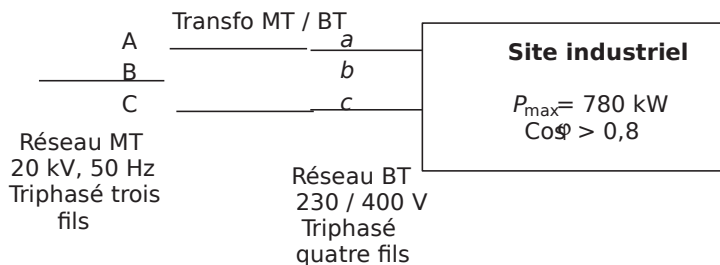 Transfo MT / BT
A
a
B
b
C
c
Site industriel
Pmax = 780 kW
Cosφ > 0,8
Réseau MT
20 kV, 50 Hz
Triphasé trois
fils
Réseau BT
230 / 400 V
Triphasé
quatre fils